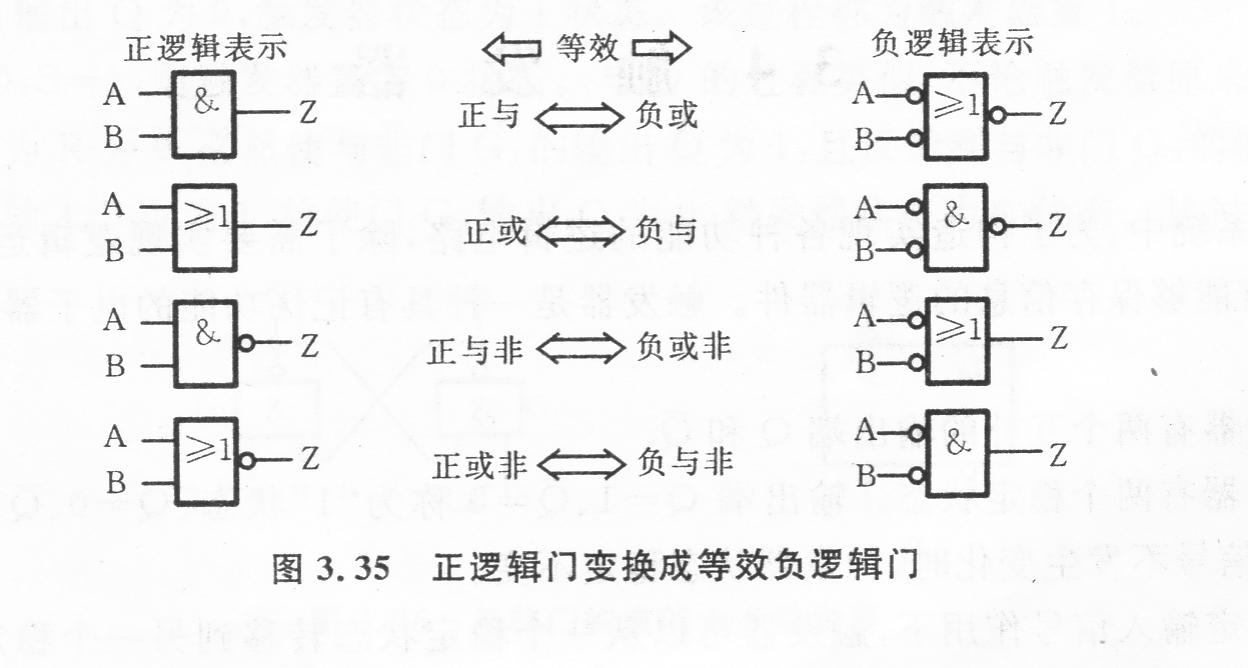 正逻辑表示 等效 负逻辑表示
A & Z 正与 负或 A ≥1 Z
B B
A ≥1 Z 正或 负与 A & Z
B B
A & Z 正与非 负或非 A ≥1 Z
B B
A ≥1 Z 正或非 负与非 A & Z
B B
图 3.35 正逻辑门变换成等效负逻辑门